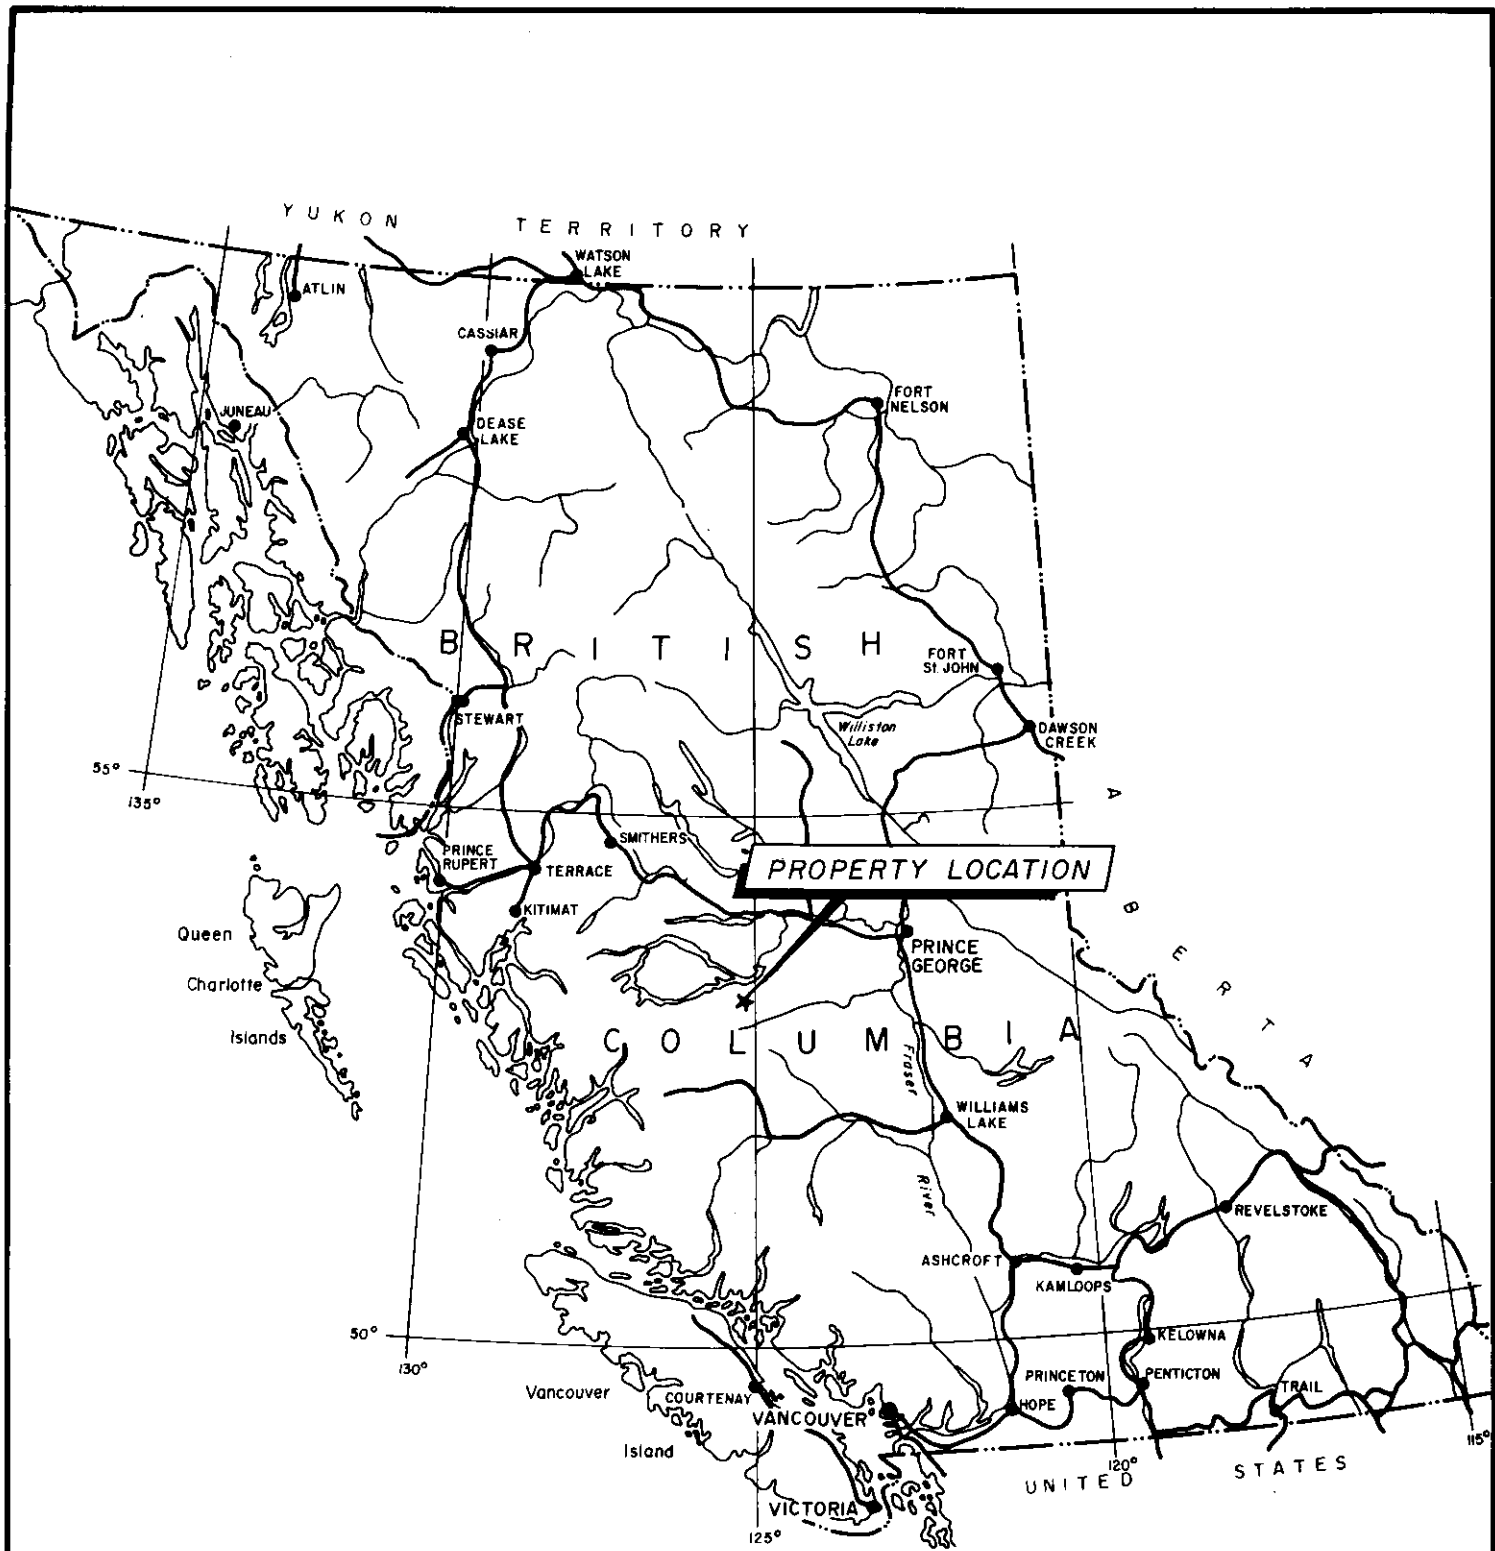 YUKON TERRITORY
WATSON
LAKE
ATLIN
CASSIAR
FORT
NELSON
JUNEAU
DEASE
LAKE
BRITISH
FORT
St. JOHN
STEWART
Williston
Lake
DAWSON
CREEK
55°
135°
ALBERTA
SMITHERS
PRINCE
RUPERT
TERRACE
PROPERTY LOCATION
KITIMAT
Queen
Charlotte
Islands
PRINCE
GEORGE
COLUMBIA
Fraser
River
WILLIAMS
LAKE
REVELSTOKE
ASHCROFT
KAMLOOPS
50°
130°
KELOWNA
Vancouver
Island
COURTENAY
PRINCETON
PENTICTON
TRAIL
VANCOUVER
HOPE
115°
120°
UNITED STATES
VICTORIA
125°